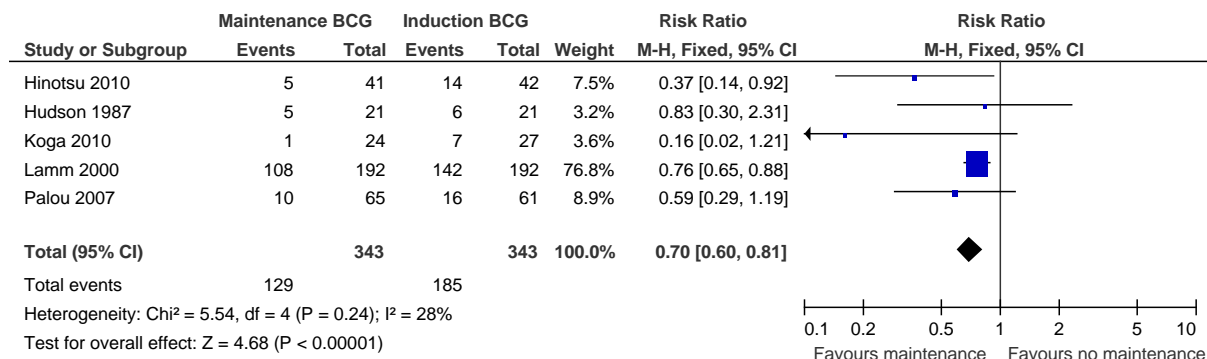 Maintenance BCG Induction BCG Risk Ratio Risk Ratio
Study or Subgroup Events Total Events Total Weight M-H, Fixed, 95% CI M-H, Fixed, 95% CI
Hinotsu 2010 5 41 14 42 7.5% 0.37 [0.14, 0.92]
Hudson 1987 5 21 6 21 3.2% 0.83 [0.30, 2.31]
Koga 2010 1 24 7 27 3.6% 0.16 [0.02, 1.21]
Lamm 2000 108 192 142 192 76.8% 0.76 [0.65, 0.88]
Palou 2007 10 65 16 61 8.9% 0.59 [0.29, 1.19]
Total (95% CI) 343 343 100.0% 0.70 [0.60, 0.81]
Total events 129 185
Heterogeneity: Chi² = 5.54, df = 4 (P = 0.24); I² = 28%
Test for overall effect: Z = 4.68 (P < 0.00001)
0.1 0.2 0.5 1 2 5 10
Favours maintenance Favours no maintenance